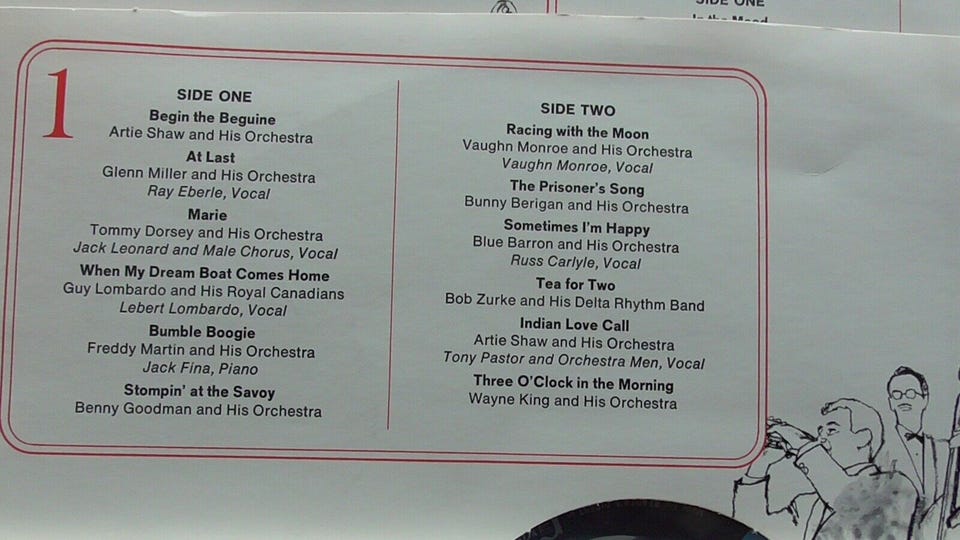 SIDE ONE
In the Mood
1
SIDE ONE
Begin the Beguine
Artie Shaw and His Orchestra
At Last
Glenn Miller and His Orchestra
Ray Eberle, Vocal
Marie
Tommy Dorsey and His Orchestra
Jack Leonard and Male Chorus, Vocal
When My Dream Boat Comes Home
Guy Lombardo and His Royal Canadians
Lebert Lombardo, Vocal
Bumble Boogie
Freddy Martin and His Orchestra
Jack Fina, Piano
Stompin' at the Savoy
Benny Goodman and His Orchestra
SIDE TWO
Racing with the Moon
Vaughn Monroe and His Orchestra
Vaughn Monroe, Vocal
The Prisoner's Song
Bunny Berigan and His Orchestra
Sometimes I'm Happy
Blue Barron and His Orchestra
Russ Carlyle, Vocal
Tea for Two
Bob Zurke and His Delta Rhythm Band
Indian Love Call
Artie Shaw and His Orchestra
Tony Pastor and Orchestra Men, Vocal
Three O'Clock in the Morning
Wayne King and His Orchestra